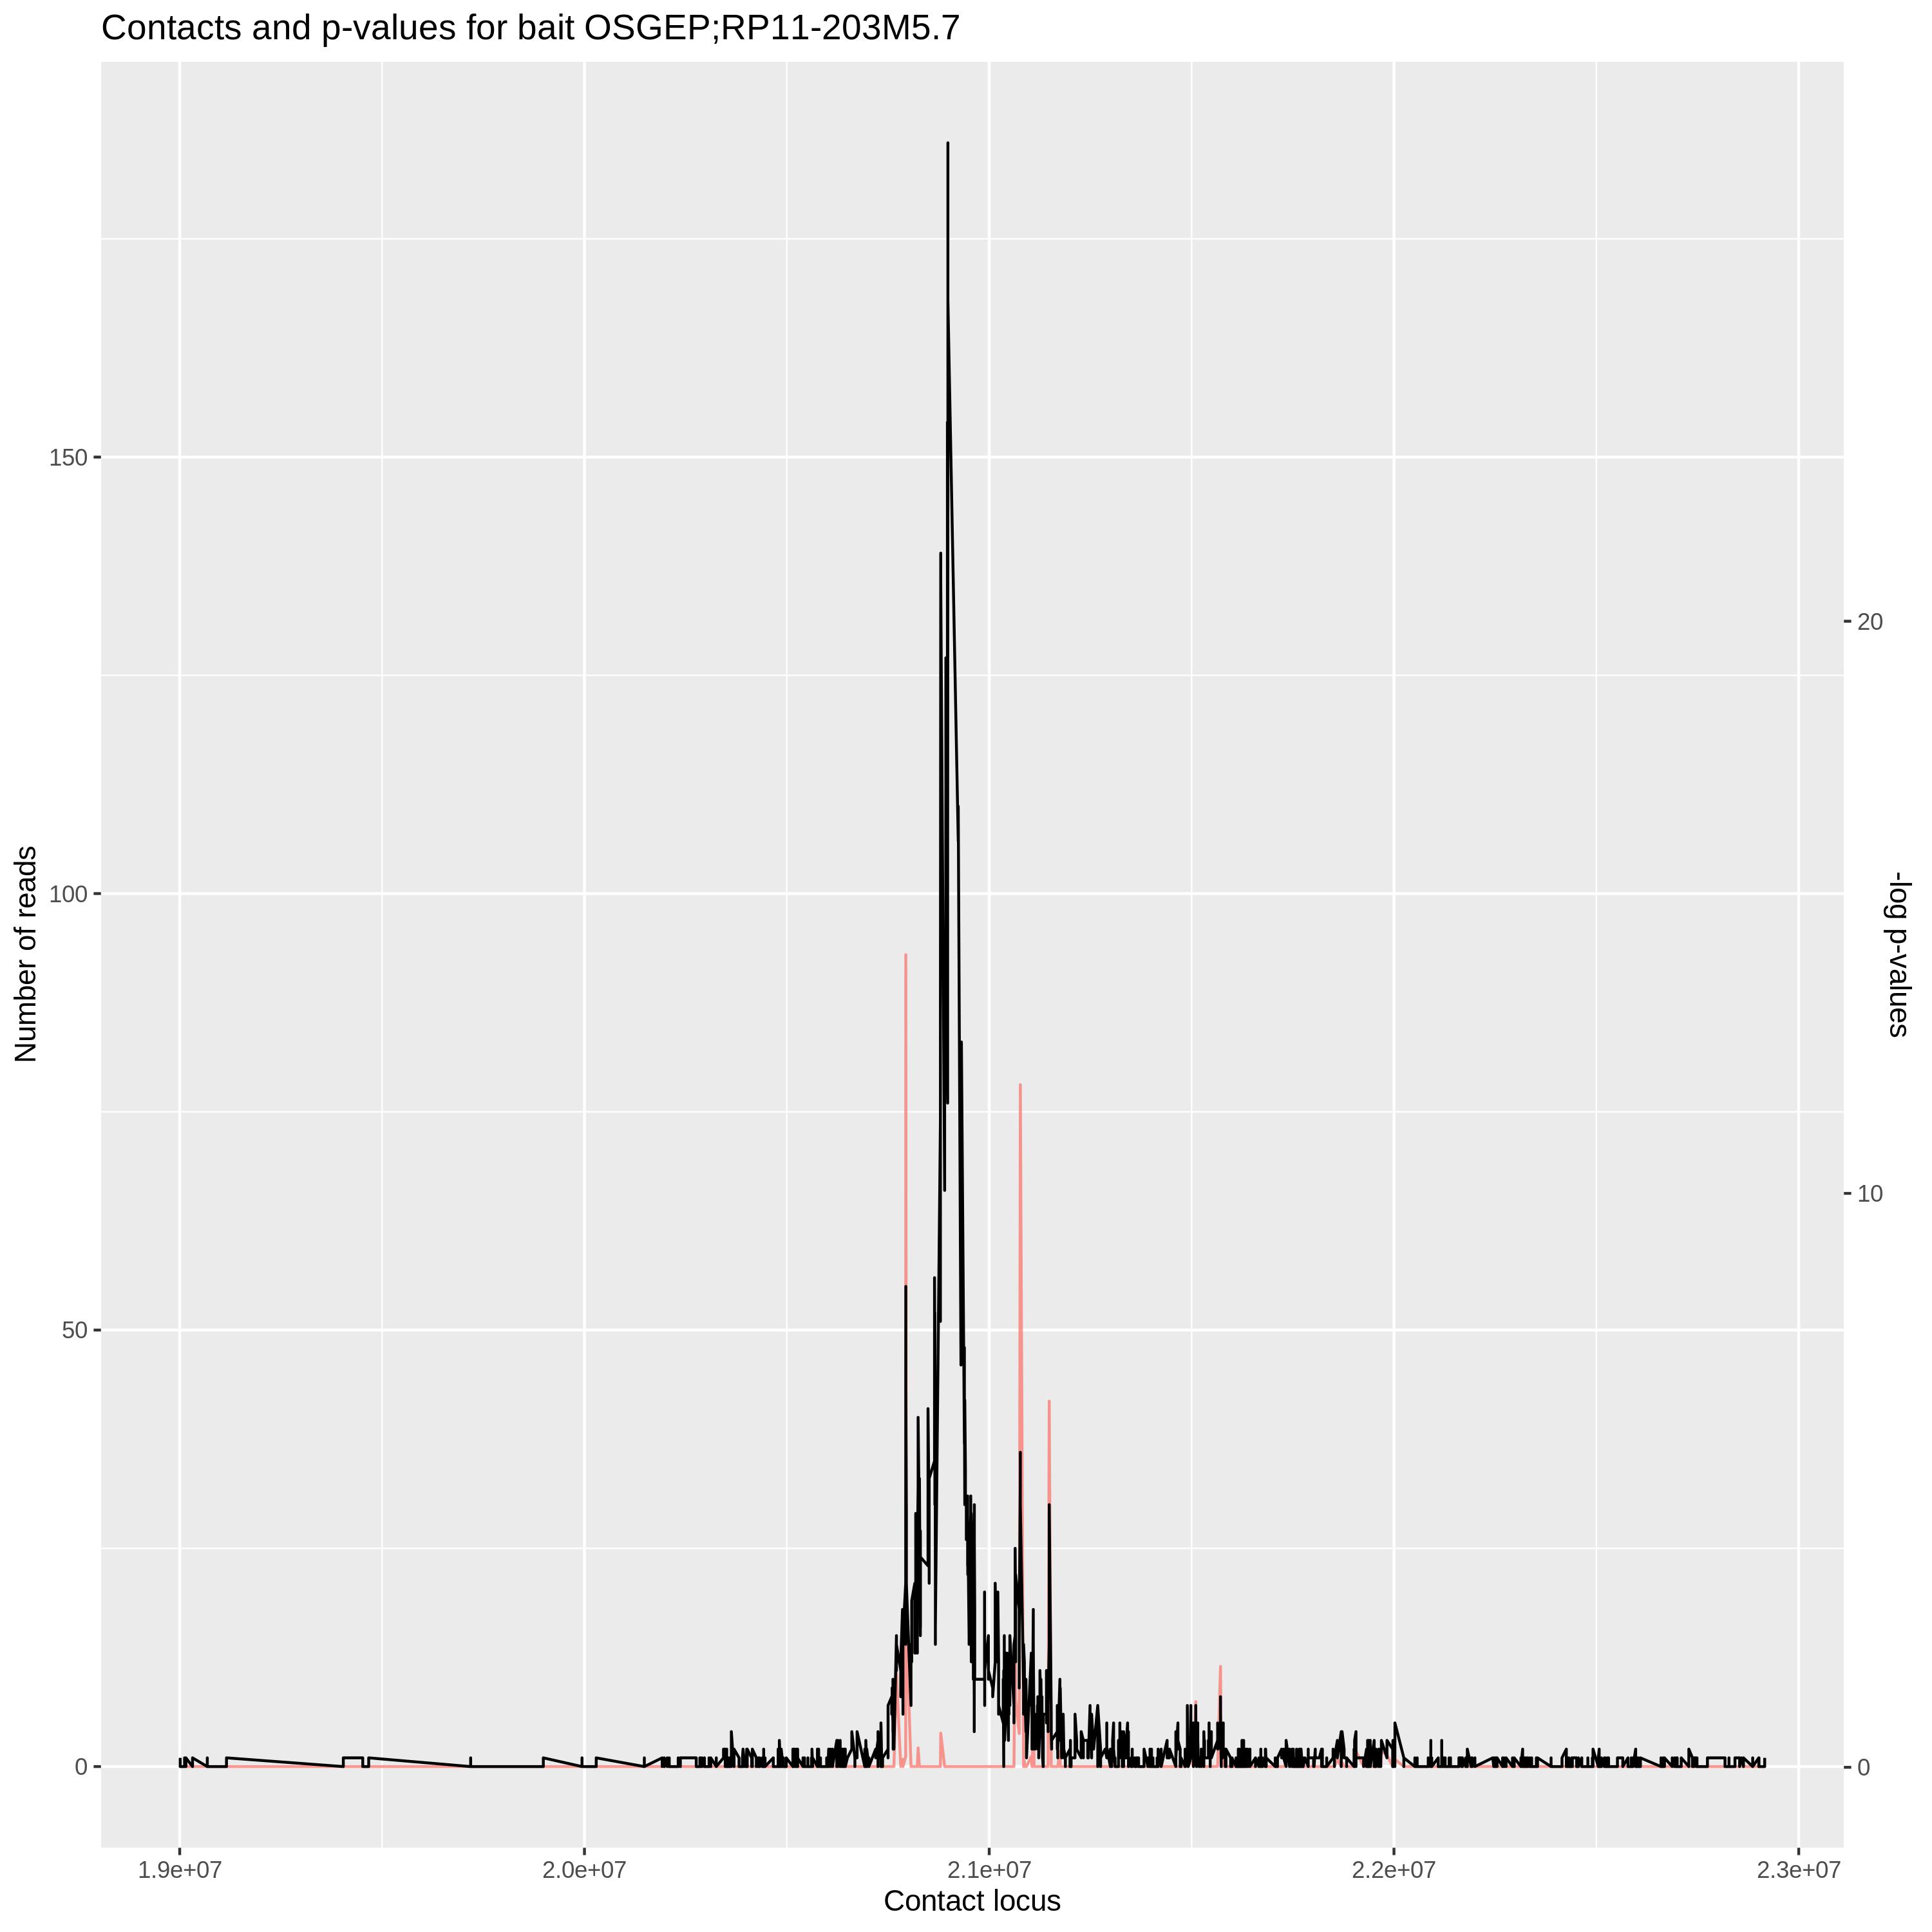 Contacts and p-values for bait OSGEP;RP11-203M5.7
Number of reads
150
100
50
0
20
10
0
-log p-values
1.9e+07
2.0e+07
2.1e+07
2.2e+07
2.3e+07
Contact locus